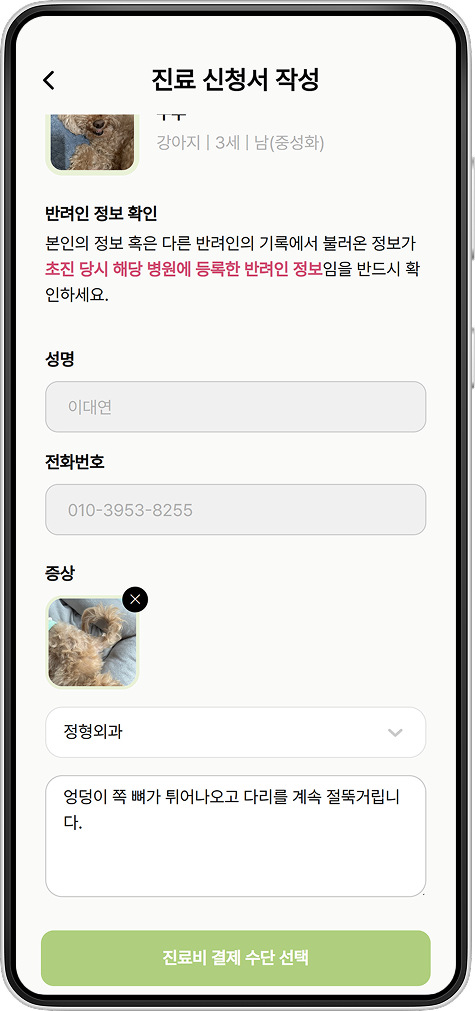 진료 신청서 작성
강아지 | 3세 | 남(중성화)
반려인 정보 확인
본인의 정보 혹은 다른 반려인의 기록에서 불러온 정보가
초진 당시 해당 병원에 등록한 반려인 정보임을 반드시 확
인하세요.
성명
이대연
전화번호
010-3953-8255
증상
정형외과
엉덩이 쪽 뼈가 튀어나오고 다리를 계속 절뚝거립니
다.
진료비 결제 수단 선택